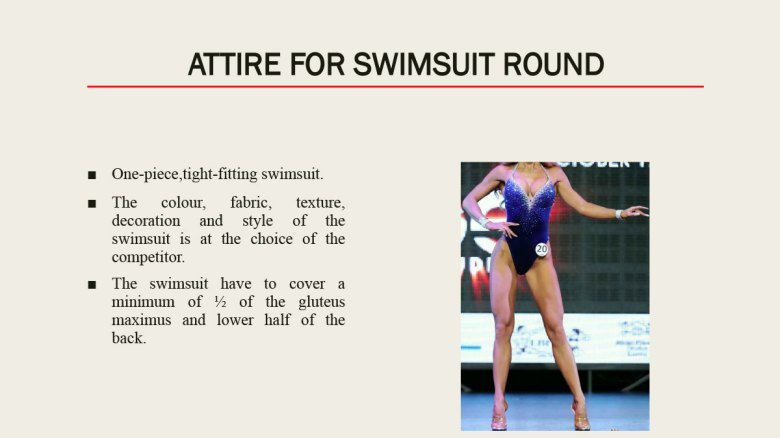 ATTIRE FOR SWIMSUIT ROUND
■ One-piece,tight-fitting swimsuit.
■ The colour, fabric, texture,
decoration and style of the
swimsuit is at the choice of the
competitor.
■ The swimsuit have to cover a
minimum of ½ of the gluteus
maximus and lower half of the
back.
20